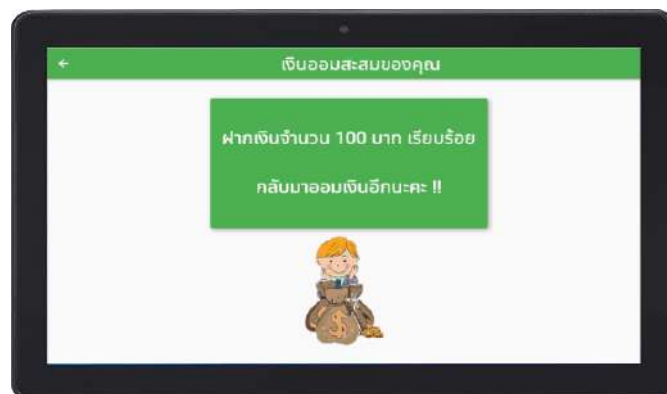 เงินออมสะสมของคุณ
ฝากเงินจำนวน 100 บาท เรียบร้อย
กลับมาออมเงินอีกนะคะ !!
$